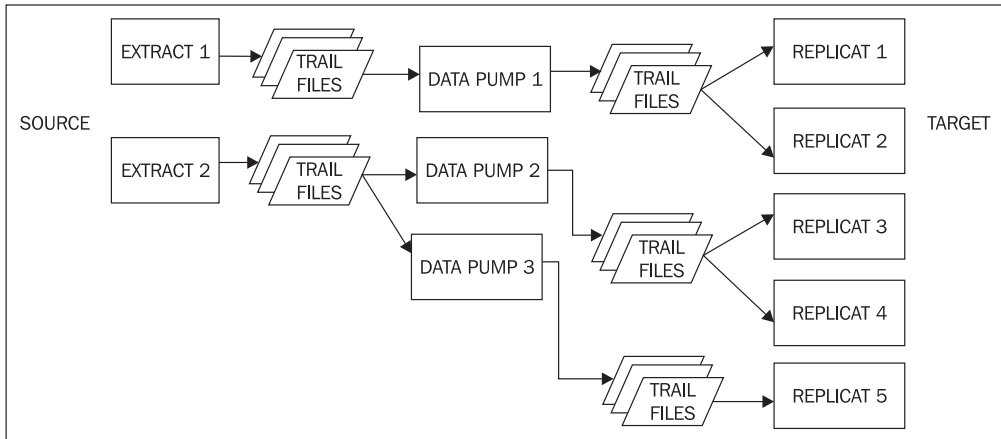 EXTRACT 1
TRAIL
FILES
DATA PUMP 1
TRAIL
FILES
REPLICAT 1
SOURCE
TARGET
REPLICAT 2
EXTRACT 2
TRAIL
FILES
DATA PUMP 2
REPLICAT 3
DATA PUMP 3
TRAIL
FILES
REPLICAT 4
TRAIL
FILES
REPLICAT 5